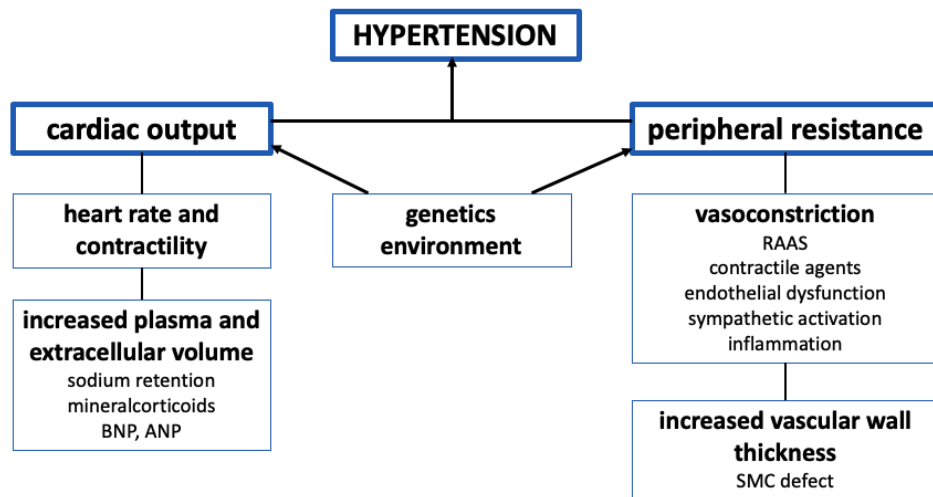 HYPERTENSION
cardiac output
peripheral resistance
heart rate and
contractility
genetics
environment
vasoconstriction
RAAS
contractile agents
endothelial dysfunction
sympathetic activation
inflammation
increased plasma and
extracellular volume
sodium retention
mineralcorticoids
BNP, ANP
increased vascular wall
thickness
SMC defect